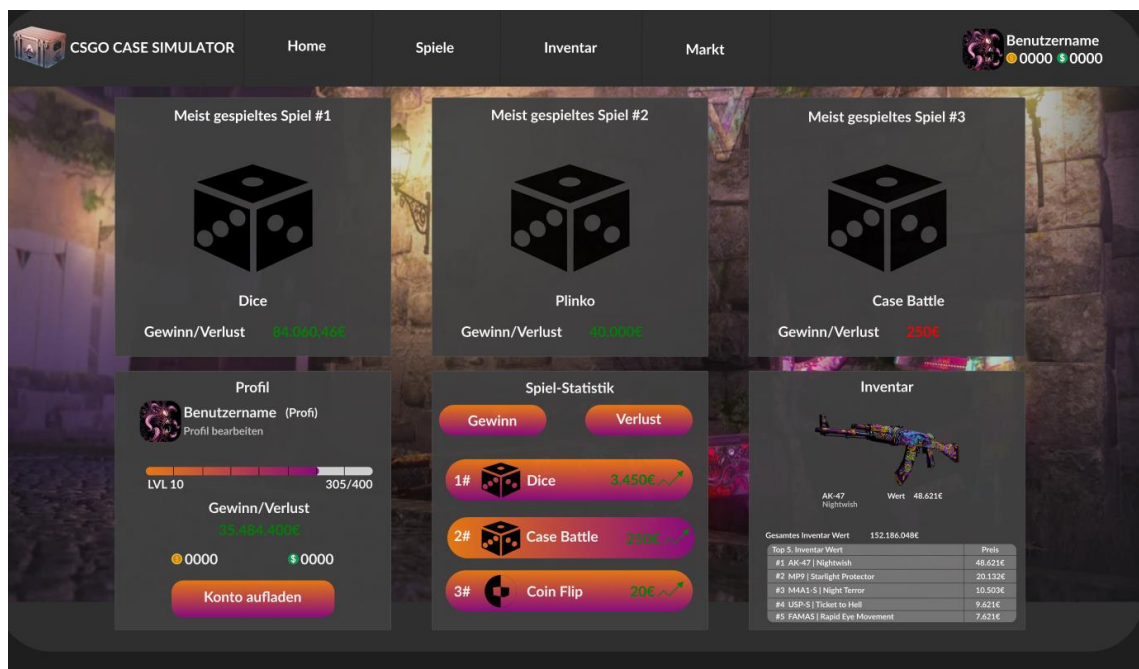 CSGO CASE SIMULATOR
Home
Spiele
Inventar
Markt
Benutzername
0000 $ 0000
Meist gespieltes Spiel #1
Dice
Gewinn/Verlust 84.060,46€
Meist gespieltes Spiel #2
Plinko
Gewinn/Verlust 40.000€
Meist gespieltes Spiel #3
Case Battle
Gewinn/Verlust 250€
Profil
Benutzername (Profi)
Profil bearbeiten
LVL 10 305/400
Gewinn/Verlust
35,484,400€
0000 $ 0000
Konto aufladen
Spiel-Statistik
Gewinn Verlust
1# Dice 3.450€
2# Case Battle 250€
3# Coin Flip 20€
Inventar
AK-47 Wert 48.621€
Nightwish
Gesamtes Inventar Wert 152.186.048€
Top 5. Inventar Wert Preis
#1 AK-47 | Nightwish 48.621€
#2 MP9 | Starlight Protector 20.132€
#3 M4A1-S | Night Terror 10.503€
#4 USP-S | Ticket to Hell 9.621€
#5 FAMAS | Rapid Eye Movement 7.621€